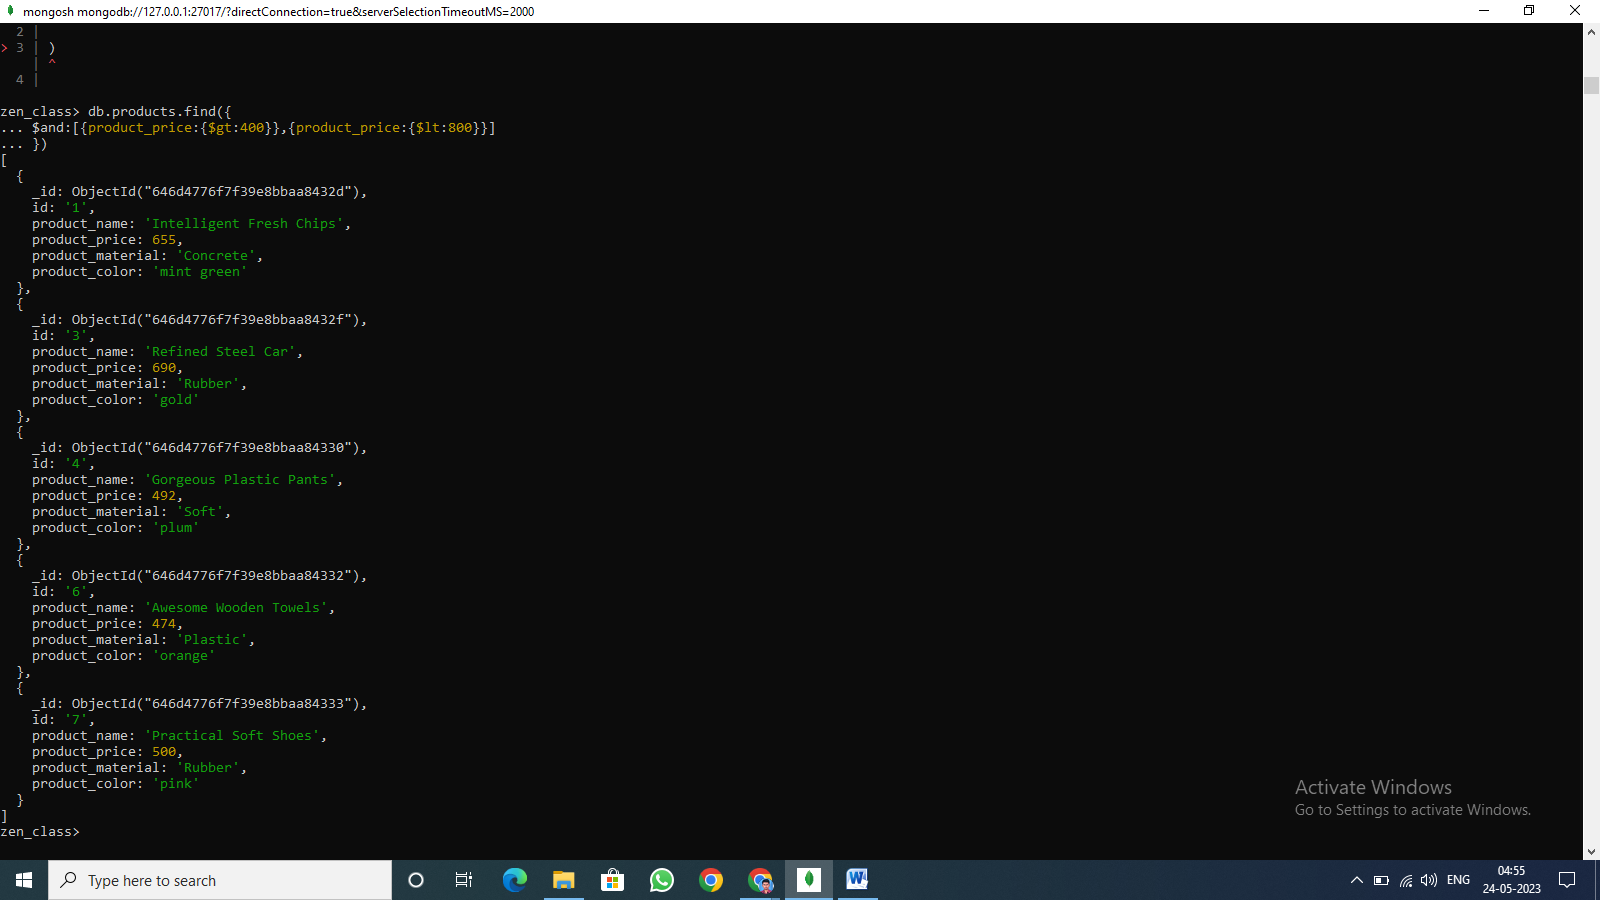 mongosh mongodb://127.0.0.1:27017/?directConnection=true&serverSelectionTimeoutMS=2000
2 |
> 3 | )
| ^
4 |
zen_class> db.products.find({
... $and:[{product_price:{$gt:400}},{product_price:{$lt:800}}]
... })
[
{
_id: ObjectId("646d4776f7f39e8bbaa8432d"),
id: '1',
product_name: 'Intelligent Fresh Chips',
product_price: 655,
product_material: 'Concrete',
product_color: 'mint green'
},
{
_id: ObjectId("646d4776f7f39e8bbaa8432f"),
id: '3',
product_name: 'Refined Steel Car',
product_price: 690,
product_material: 'Rubber',
product_color: 'gold'
},
{
_id: ObjectId("646d4776f7f39e8bbaa84330"),
id: '4',
product_name: 'Gorgeous Plastic Pants',
product_price: 492,
product_material: 'Soft',
product_color: 'plum'
},
{
_id: ObjectId("646d4776f7f39e8bbaa84332"),
id: '6',
product_name: 'Awesome Wooden Towels',
product_price: 474,
product_material: 'Plastic',
product_color: 'orange'
},
{
_id: ObjectId("646d4776f7f39e8bbaa84333"),
id: '7',
product_name: 'Practical Soft Shoes',
product_price: 500,
product_material: 'Rubber',
product_color: 'pink'
}
]
zen_class>
Activate Windows
Go to Settings to activate Windows.
Type here to search
W
ENG
04:55
24-05-2023